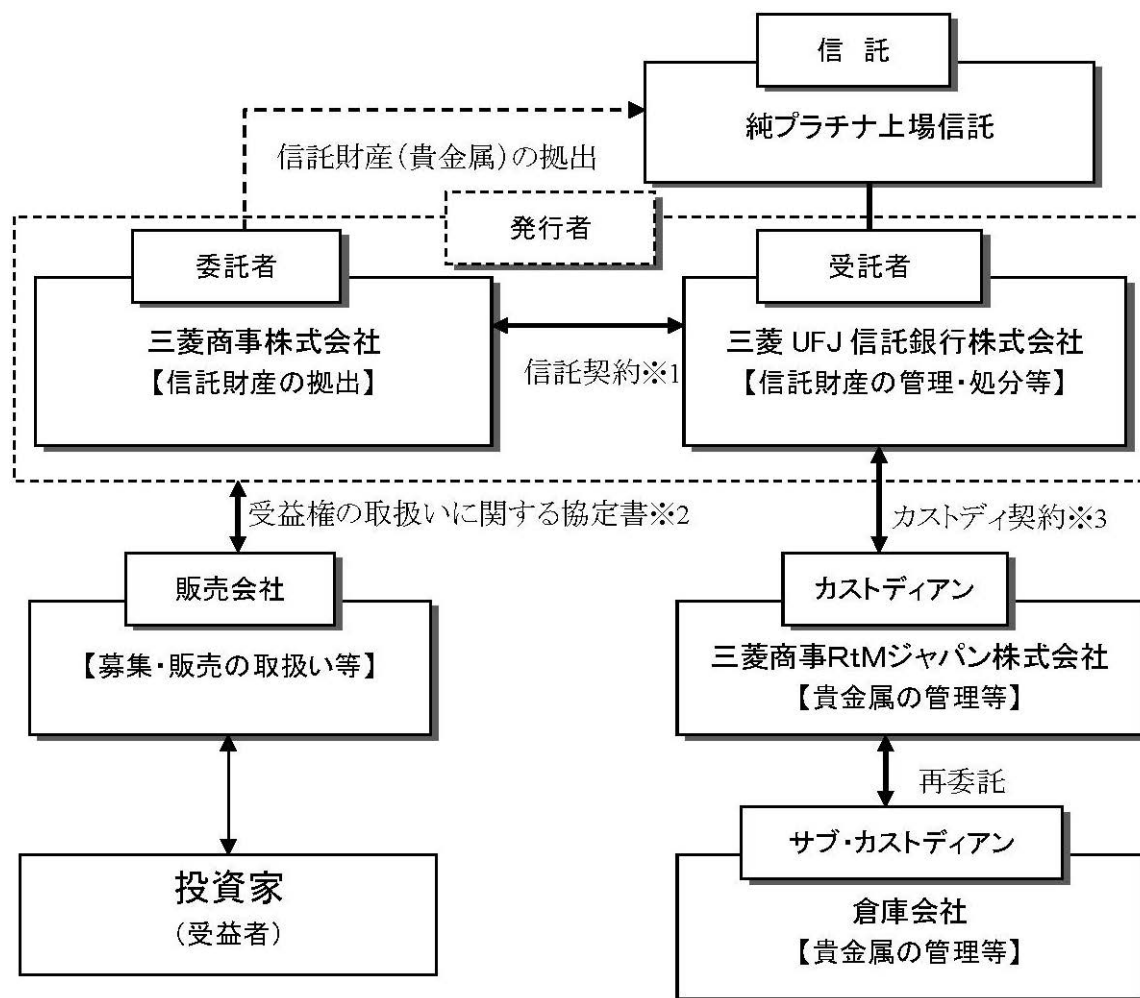 信 託
純プラチナ上場信託
信託財産(貴金属)の拠出
発行者
委託者
三菱商事株式会社
【信託財産の拠出】
信託契約※1
受託者
三菱 UFJ 信託銀行株式会社
【信託財産の管理・処分等】
受益権の取扱いに関する協定書※2
カストディ契約※3
販売会社
【募集・販売の取扱い等】
カストディアン
三菱商事RtMジャパン株式会社
【貴金属の管理等】
再委託
投資家
(受益者)
サブ・カストディアン
倉庫会社
【貴金属の管理等】